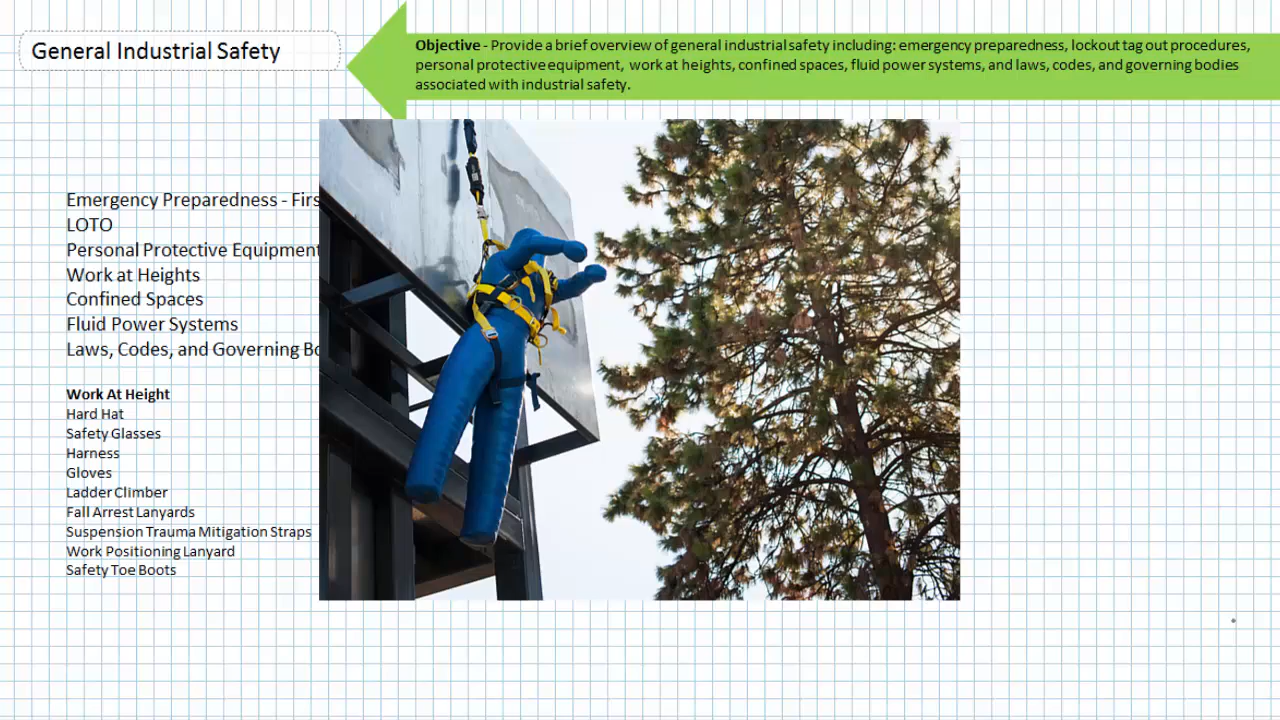 General Industrial Safety
Objective - Provide a brief overview of general industrial safety including: emergency preparedness, lockout tag out procedures,
personal protective equipment, work at heights, confined spaces, fluid power systems, and laws, codes, and governing bodies
associated with industrial safety.
Emergency Preparedness - Firs
LOTO
Personal Protective Equipment
Work at Heights
Confined Spaces
Fluid Power Systems
Laws, Codes, and Governing Bo
Work At Height
Hard Hat
Safety Glasses
Harness
Gloves
Ladder Climber
Fall Arrest Lanyards
Suspension Trauma Mitigation Straps
Work Positioning Lanyard
Safety Toe Boots